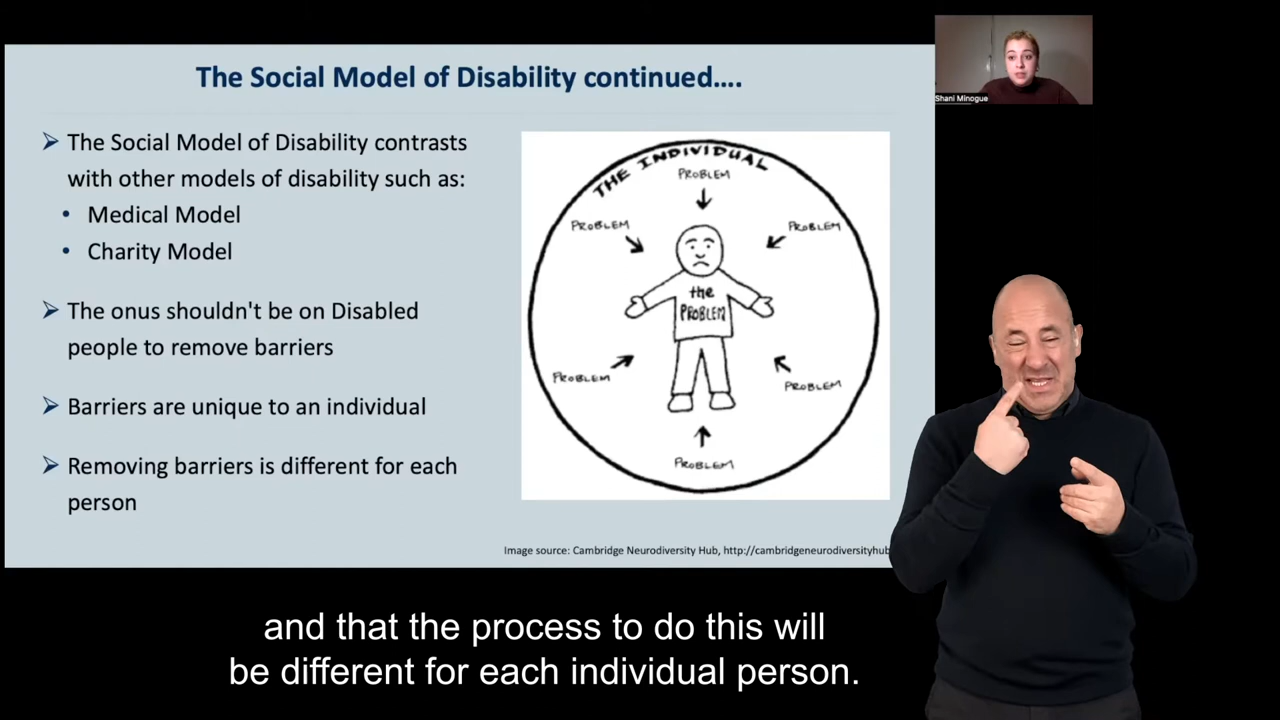 The Social Model of Disability continued....
Shani Minogue
➢ The Social Model of Disability contrasts
with other models of disability such as:
• Medical Model
• Charity Model
➢ The onus shouldn't be on Disabled
people to remove barriers
➢ Barriers are unique to an individual
➢ Removing barriers is different for each
person
THE INDIVIDUAL
PROBLEM
PROBLEM
PROBLEM
the
PROBLEM
PROBLEM
PROBLEM
PROBLEM
Image source: Cambridge Neurodiversity Hub, http://cambridgeneurodiversityhub
and that the process to do this will
be different for each individual person.